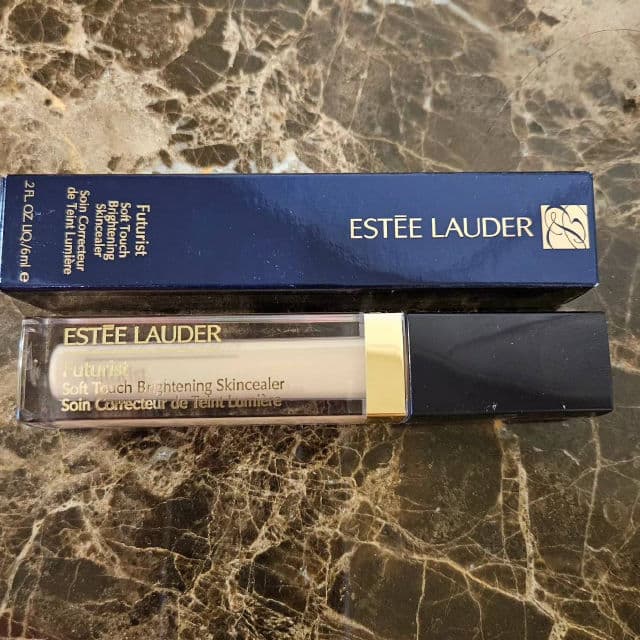 ESTĒE LAUDER
Futurist
Soft Touch
Brightening
Skincealer
Soin Correcteur
de Teint Lumière
.2 FL.OZ.LIQ./6ml ℮
ESTĒE LAUDER
Futurist
Soft Touch Brightening Skincealer
Soin Correcteur de Teint Lumière